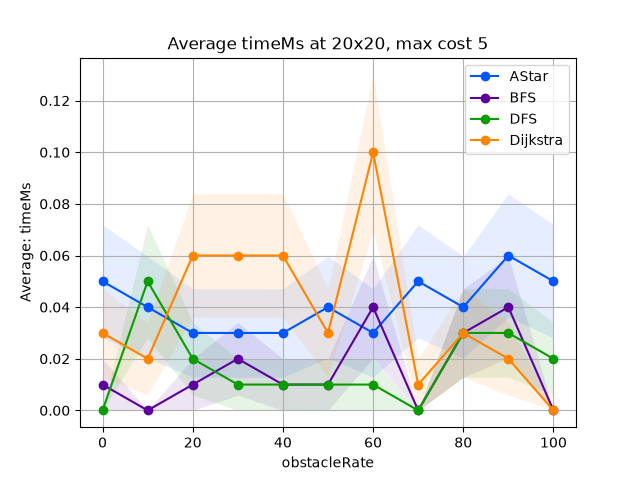 Average timeMs at 20x20, max cost 5
AStar
BFS
DFS
Dijkstra
Average: timeMs
0.12
0.10
0.08
0.06
0.04
0.02
0.00
0 20 40 60 80 100
obstacleRate